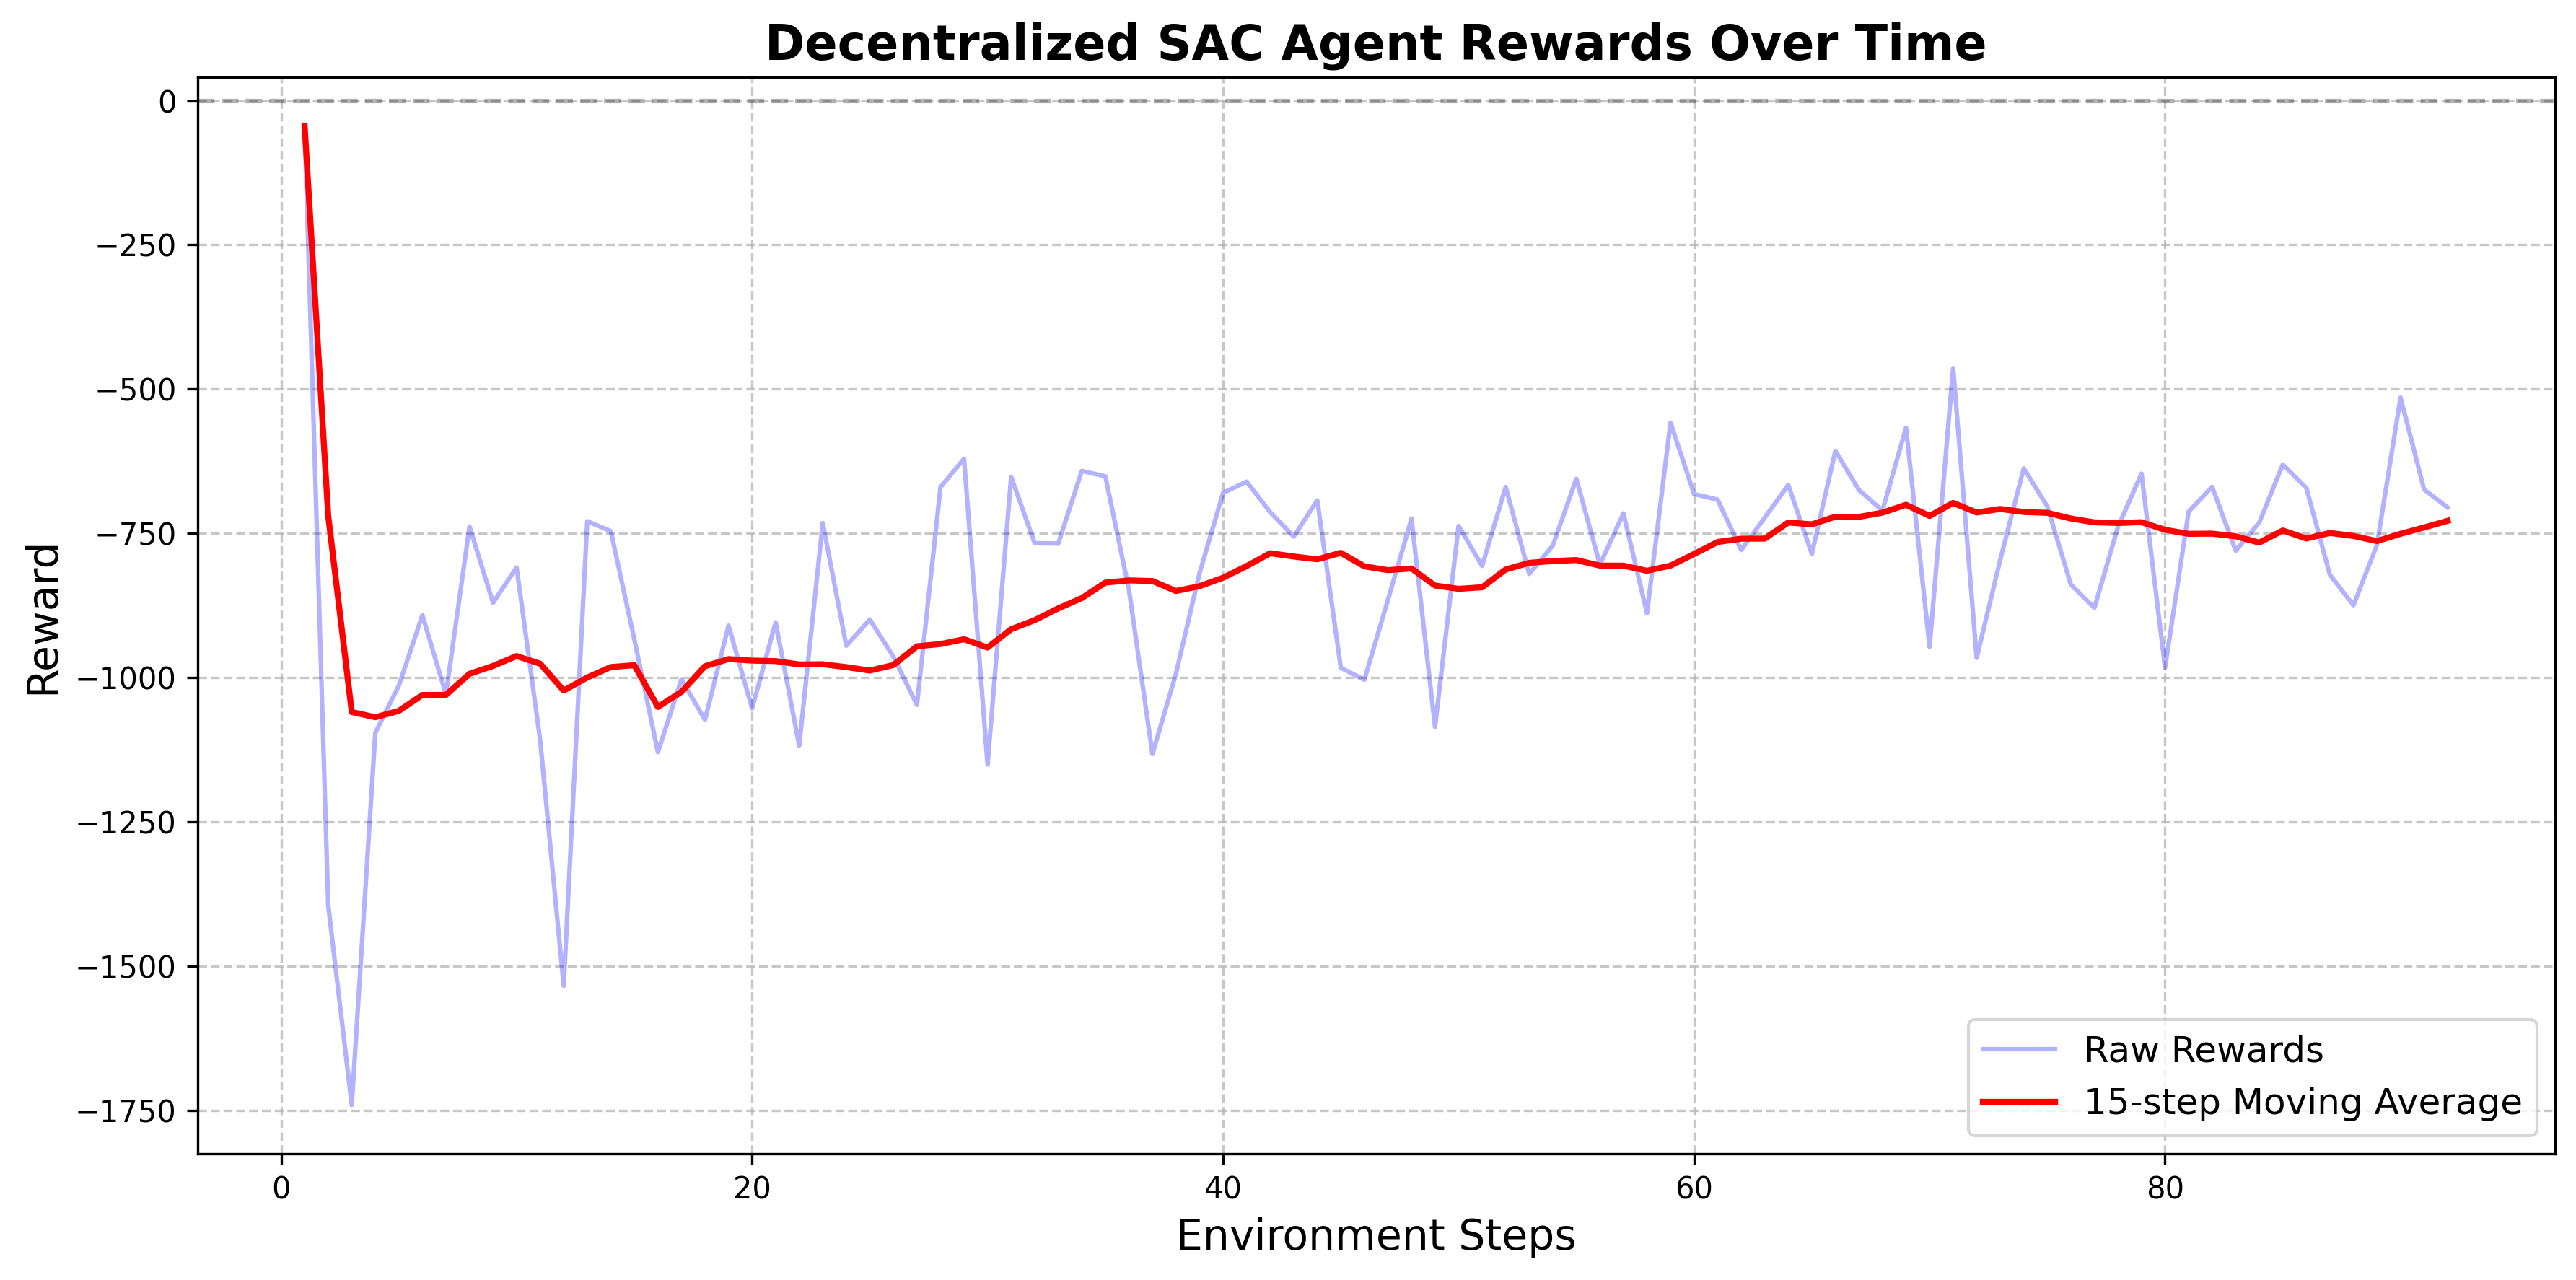 Decentralized SAC Agent Rewards Over Time
0
−250
−500
−750
−1000
−1250
−1500
−1750
Reward
0 20 40 60 80
Environment Steps
Raw Rewards
15-step Moving Average